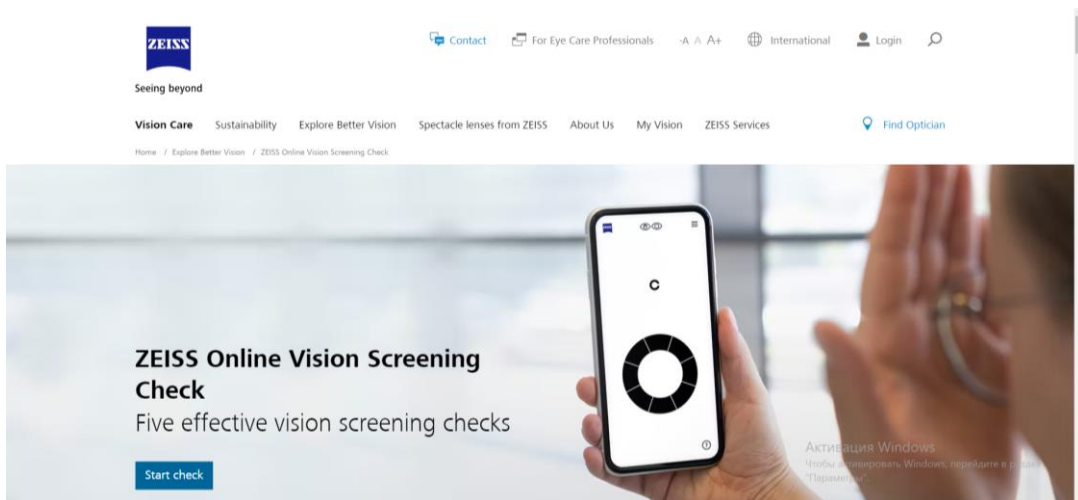 ZEISS
Seeing beyond
Contact
For Eye Care Professionals
-A A A+
International
Login
Vision Care
Sustainability
Explore Better Vision
Spectacle lenses from ZEISS
About Us
My Vision
ZEISS Services
Find Optician
Home / Explore Better Vision / ZEISS Online Vision Screening Check
C
ZEISS Online Vision Screening
Check
Five effective vision screening checks
Start check
Активация Windows
Чтобы активировать Windows, перейдите в раздел
"Параметры".